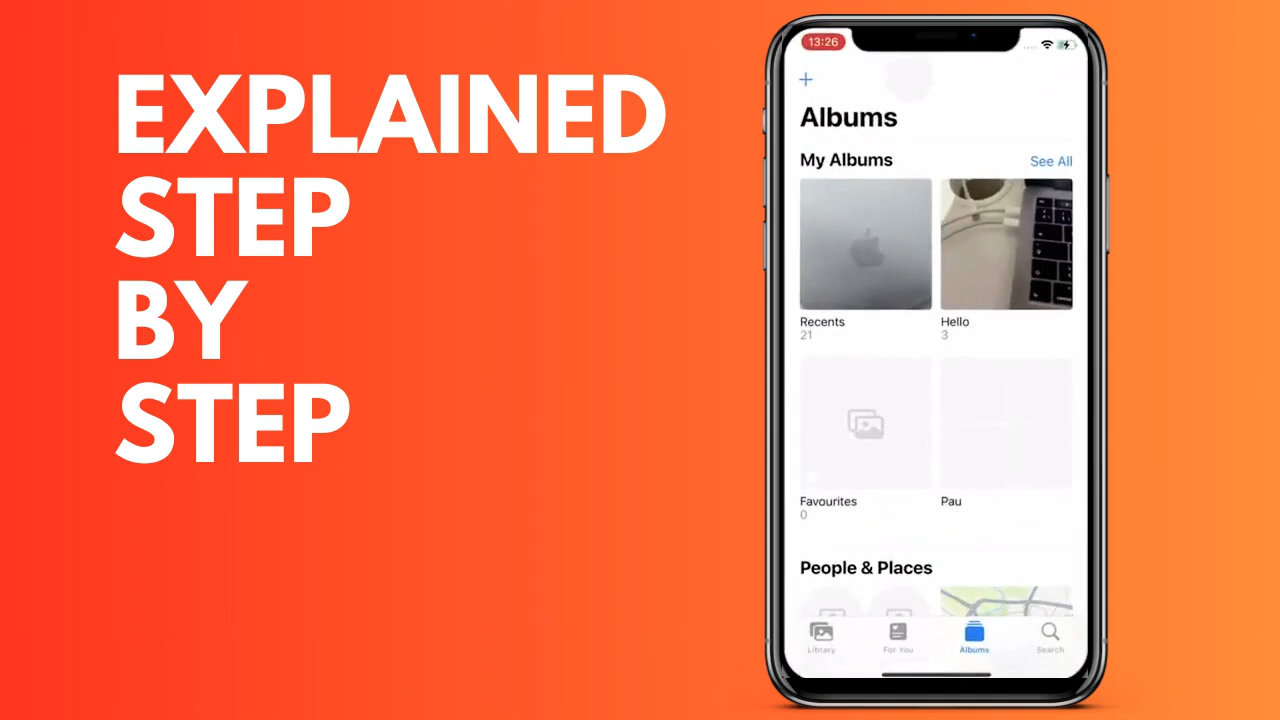 EXPLAINED
STEP
BY
STEP
13:26
+
Albums
My Albums
See All
Recents
21
Hello
3
Favourites
0
Pau
People & Places
Library
For You
Albums
Search